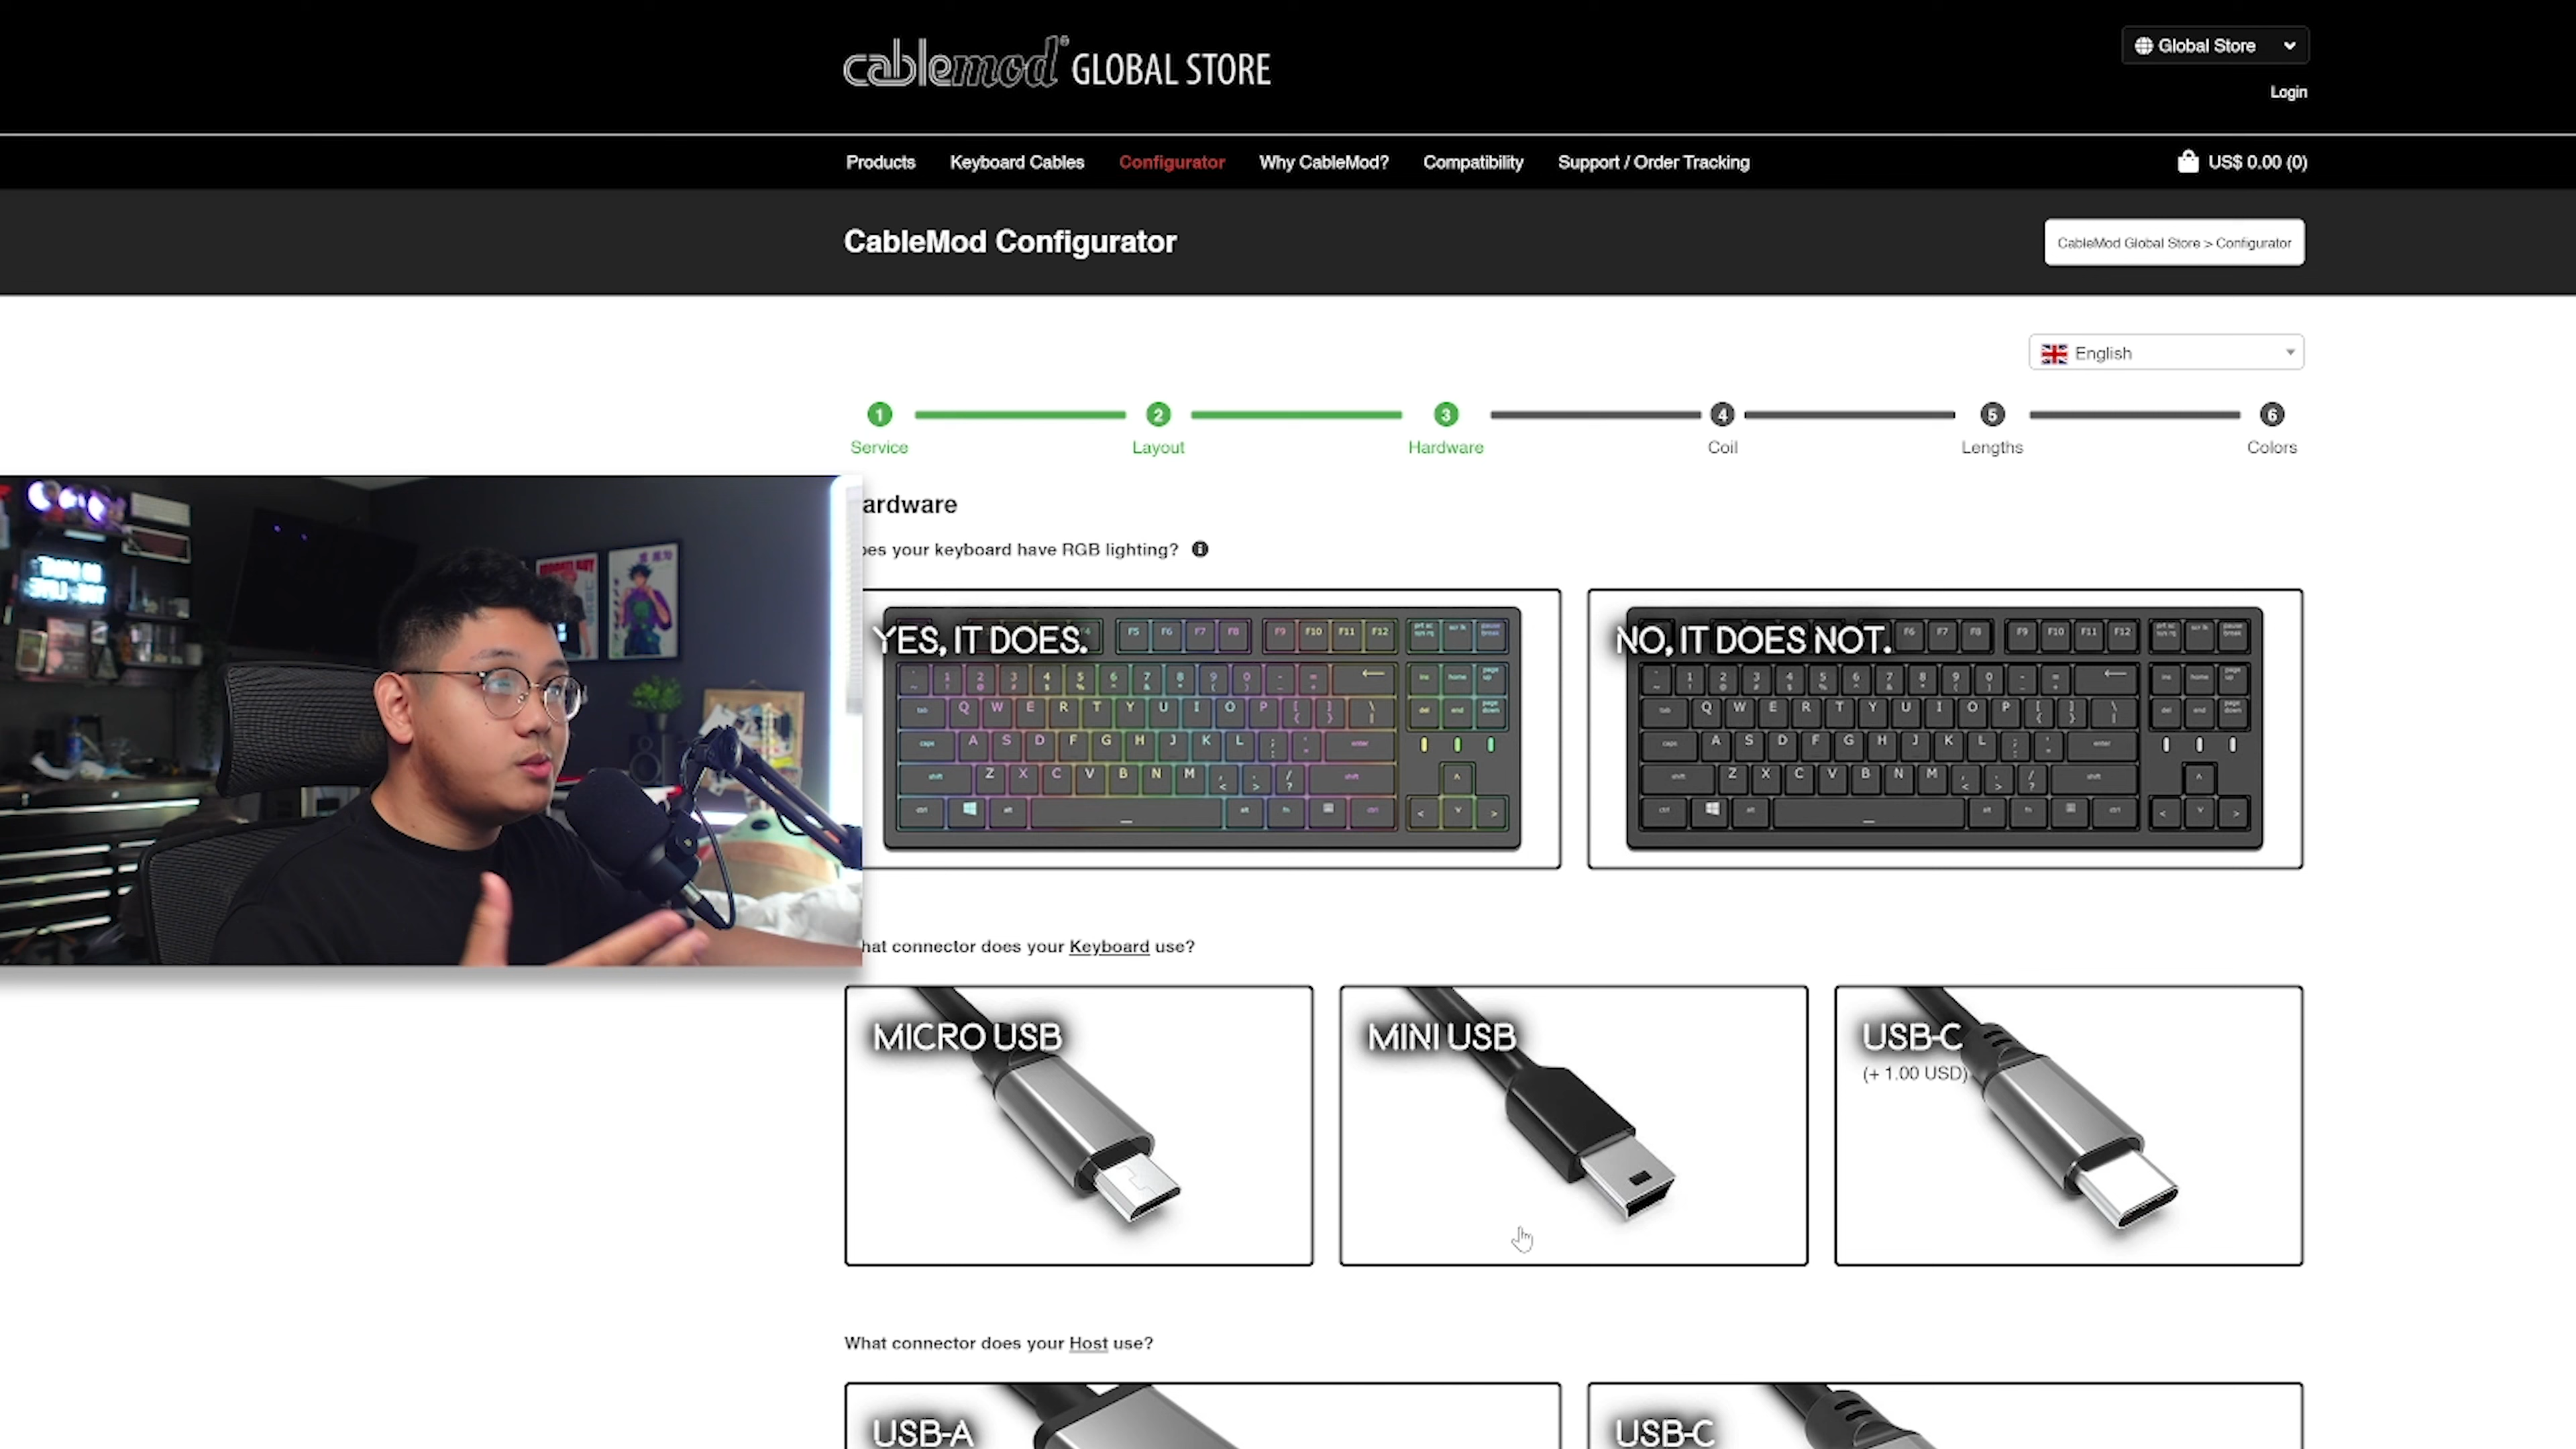 cablemod® GLOBAL STORE
Global Store
Login
Products Keyboard Cables Configurator Why CableMod? Compatibility Support / Order Tracking US$ 0.00 (0)
CableMod Configurator
CableMod Global Store > Configurator
English
1 2 3 4 5 6
Service Layout Hardware Coil Lengths Colors
ardware
oes your keyboard have RGB lighting?
YES, IT DOES.
NO, IT DOES NOT.
hat connector does your Keyboard use?
MICRO USB
MINI USB
USB-C
(+ 1.00 USD)
What connector does your Host use?
USB-A
USB-C